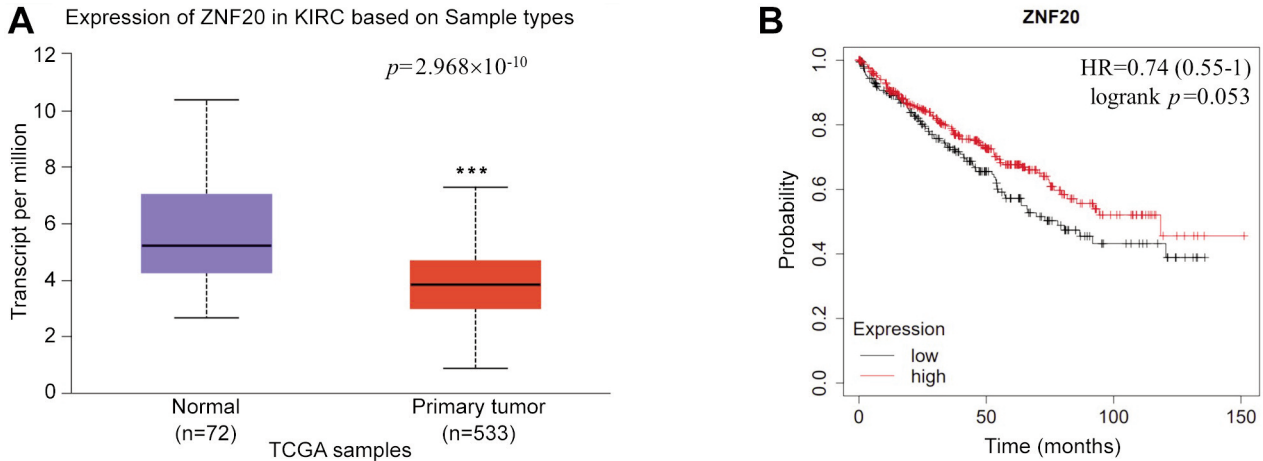 A
Expression of ZNF20 in KIRC based on Sample types
p=2.968×10⁻¹⁰
***
Transcript per million
12
10
8
6
4
2
0
Normal
(n=72)
Primary tumor
(n=533)
TCGA samples
B
ZNF20
HR=0.74 (0.55-1)
logrank p=0.053
Probability
1.0
0.8
0.6
0.4
0.2
0.0
Expression
low
high
0
50
100
150
Time (months)